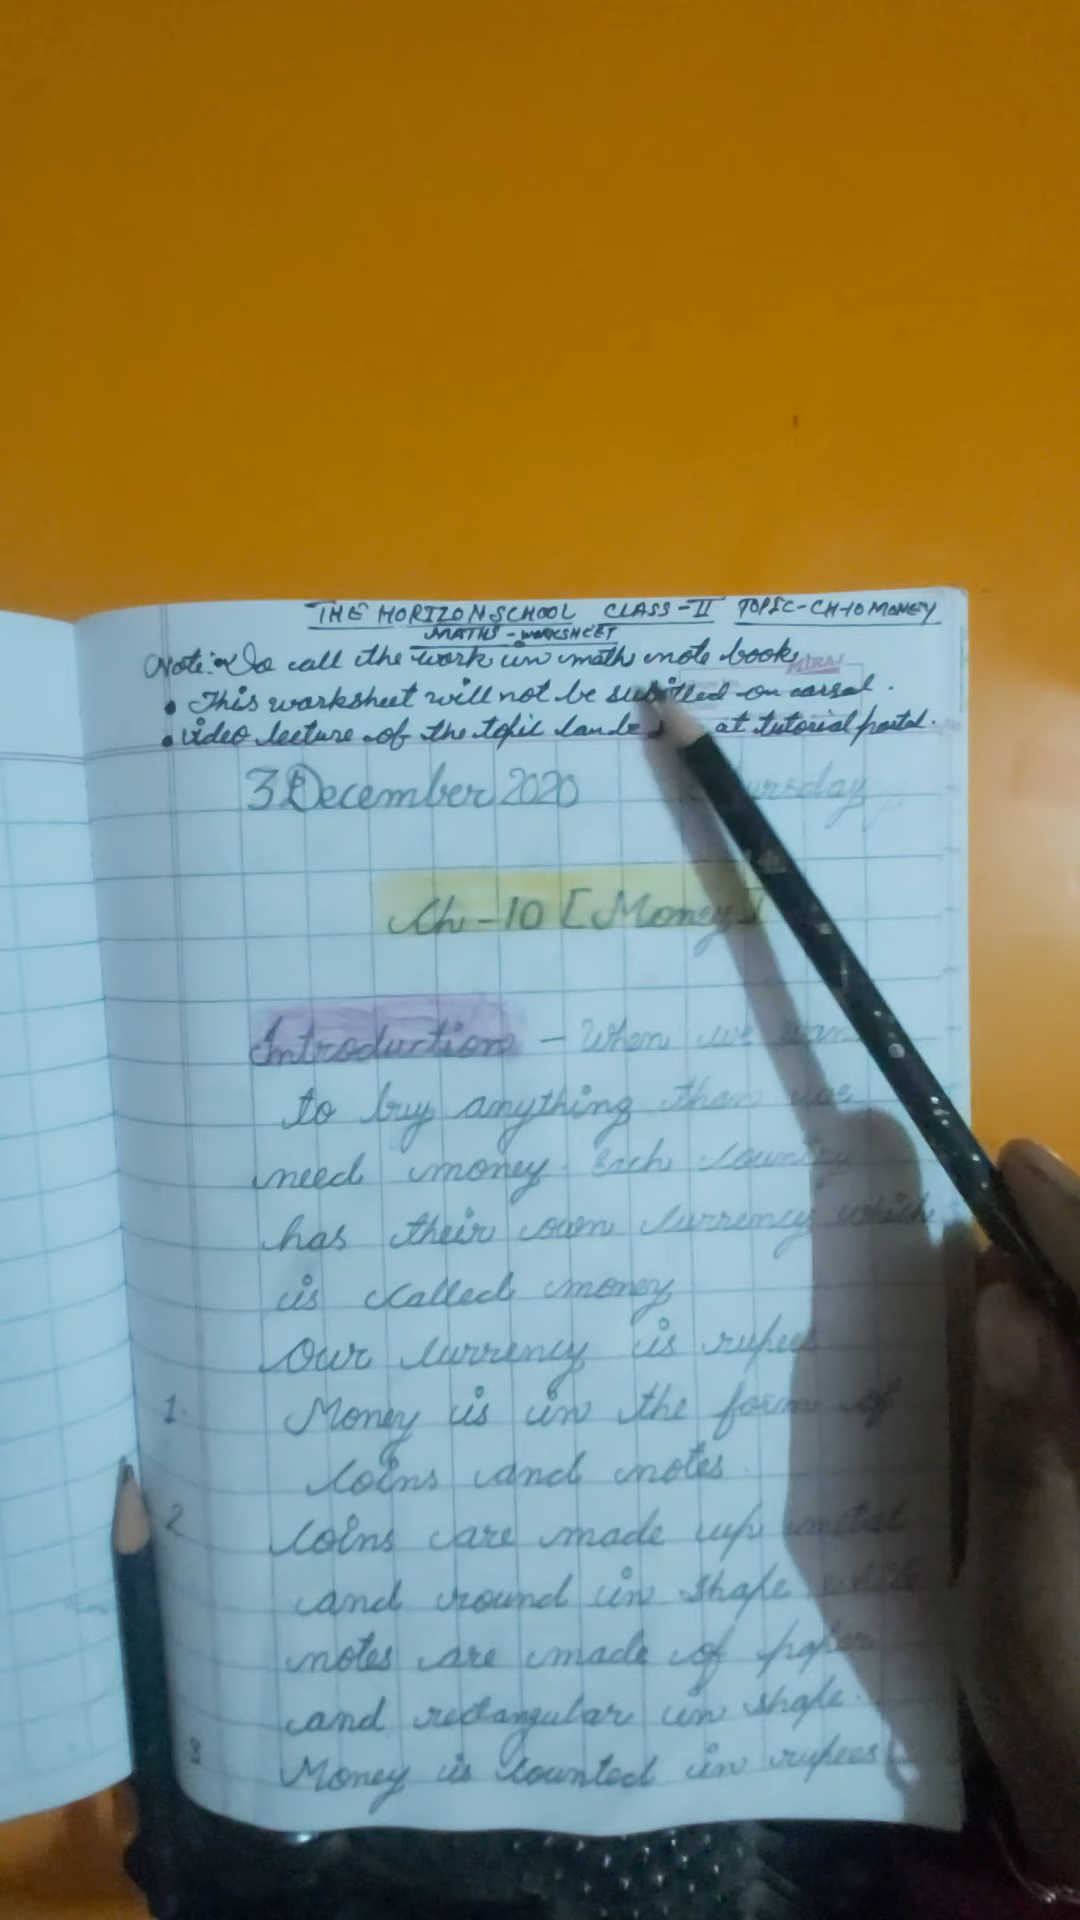 THE HORIZON SCHOOL CLASS-II TOPIC-CH-10 MONEY
MATHS-WORKSHEET
Note:- Do all the work in maths note book.
• This worksheet will not be submitted on carsal.
• video lecture of the topic at tutorial portal.
3 December 2020
Ch-10 [Money]
Introduction - When we
to buy anything than we
need money. Each country
has their own currency which
is called money
Our currency is rupees
1. Money is in the form of
coins and notes
2 Coins are made up metal
and round in shape while
notes are made of paper
and rectangular in shape.
3 Money is counted in rupees